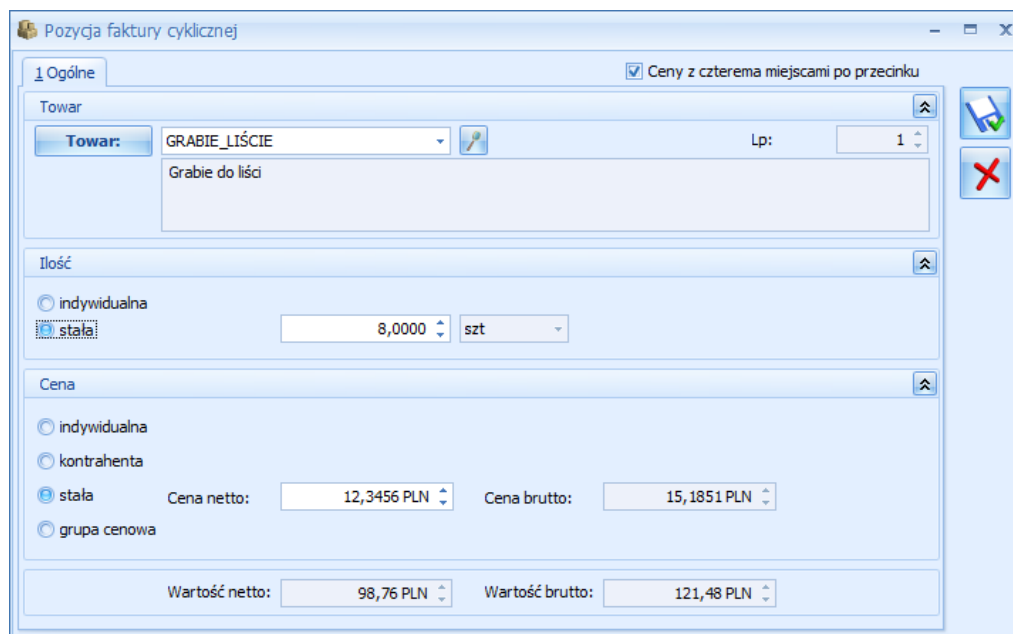 Pozycja faktury cyklicznej
1 Ogólne
Ceny z czterema miejscami po przecinku
Towar
Towar: GRABIE_LIŚCIE Lp: 1
Grabie do liści
Ilość
indywidualna
stała 8,0000 szt
Cena
indywidualna
kontrahenta
stała Cena netto: 12,3456 PLN Cena brutto: 15,1851 PLN
grupa cenowa
Wartość netto: 98,76 PLN Wartość brutto: 121,48 PLN